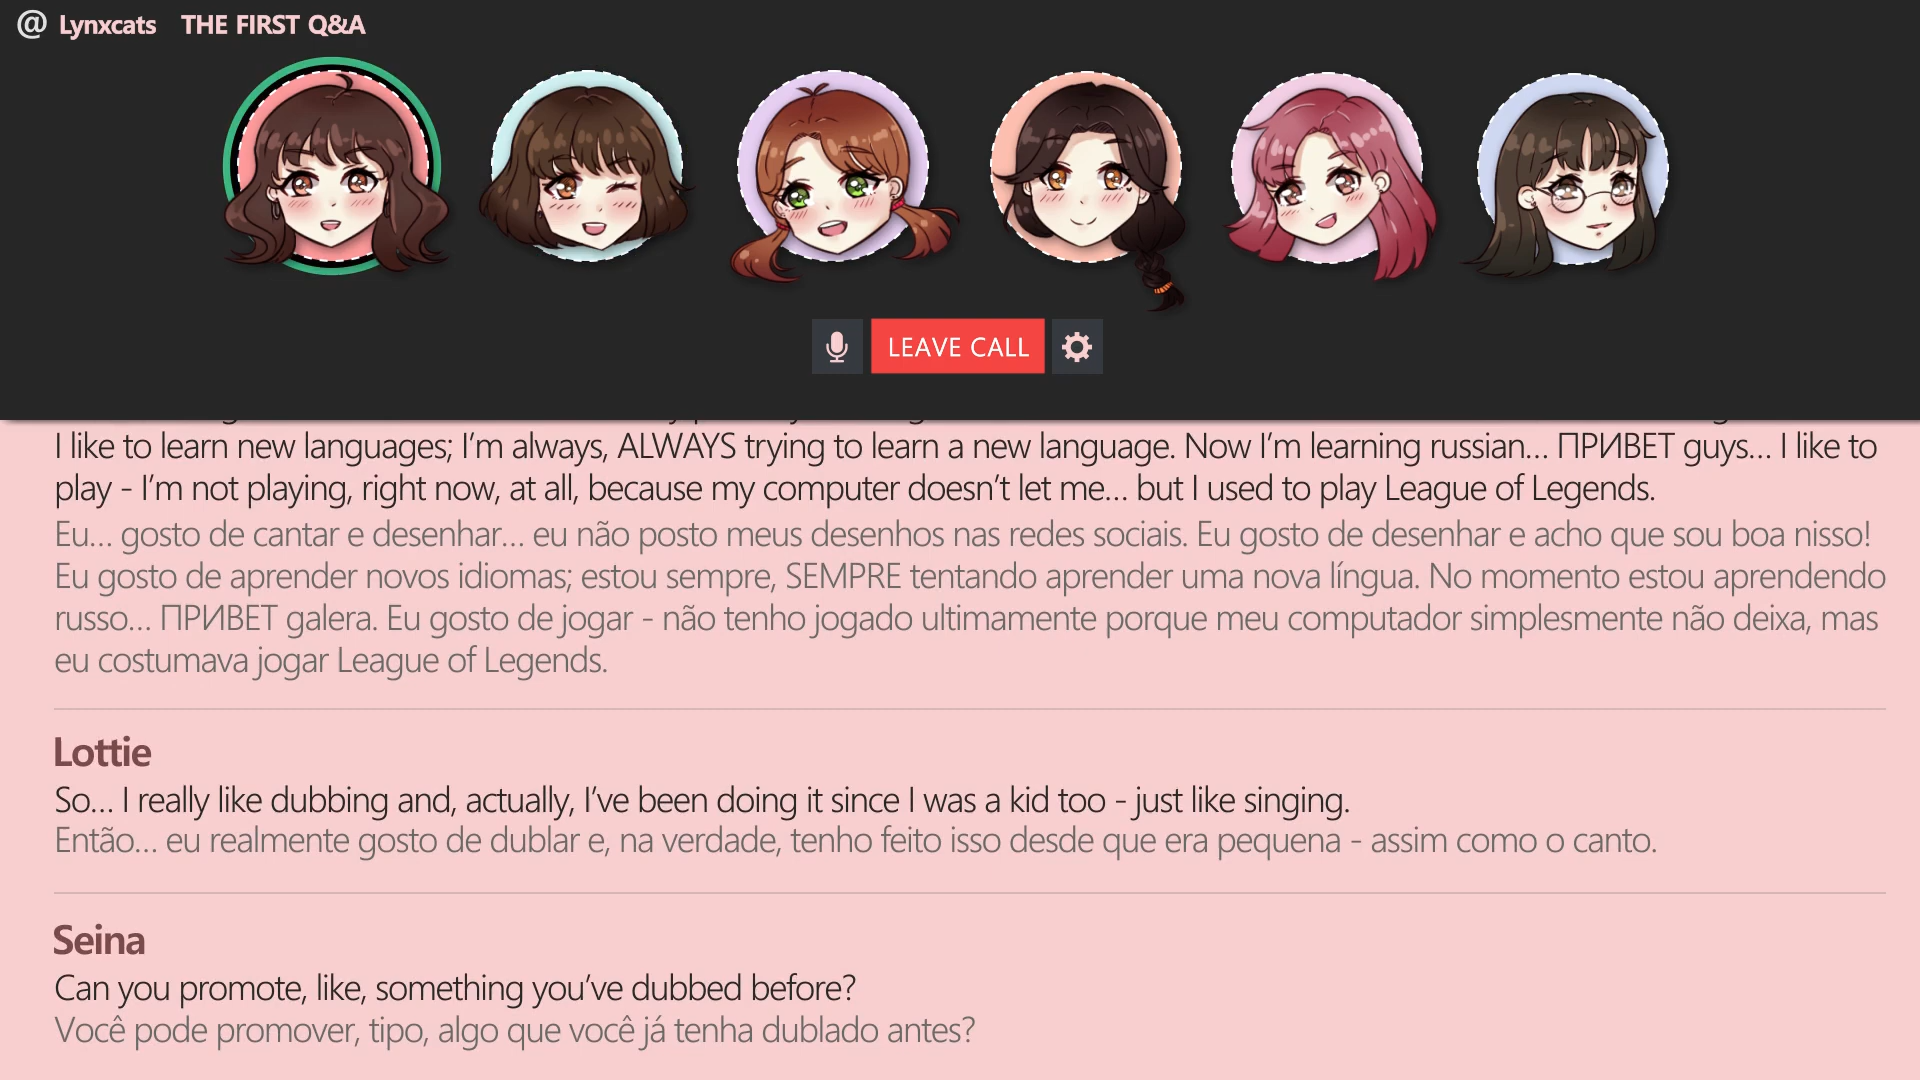 @ Lynxcats THE FIRST Q&A
LEAVE CALL
I like to learn new languages; I'm always, ALWAYS trying to learn a new language. Now I'm learning russian... ПРИВЕТ guys... I like to
play - I'm not playing, right now, at all, because my computer doesn't let me... but I used to play League of Legends.
Eu... gosto de cantar e desenhar... eu não posto meus desenhos nas redes sociais. Eu gosto de desenhar e acho que sou boa nisso!
Eu gosto de aprender novos idiomas; estou sempre, SEMPRE tentando aprender uma nova língua. No momento estou aprendendo
russo... ПРИВЕТ galera. Eu gosto de jogar - não tenho jogado ultimamente porque meu computador simplesmente não deixa, mas
eu costumava jogar League of Legends.
Lottie
So... I really like dubbing and, actually, I've been doing it since I was a kid too - just like singing.
Então... eu realmente gosto de dublar e, na verdade, tenho feito isso desde que era pequena - assim como o canto.
Seina
Can you promote, like, something you've dubbed before?
Você pode promover, tipo, algo que você já tenha dublado antes?